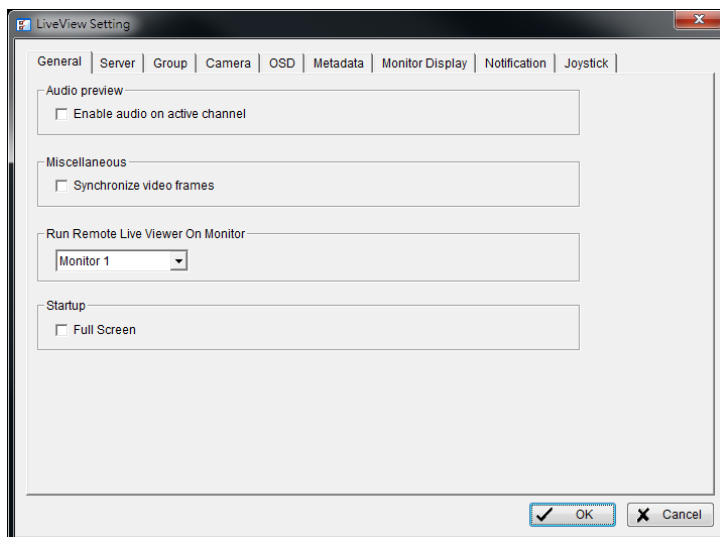 LiveView Setting
General Server Group Camera OSD Metadata Monitor Display Notification Joystick
Audio preview
Enable audio on active channel
Miscellaneous
Synchronize video frames
Run Remote Live Viewer On Monitor
Monitor 1
Startup
Full Screen
OK Cancel